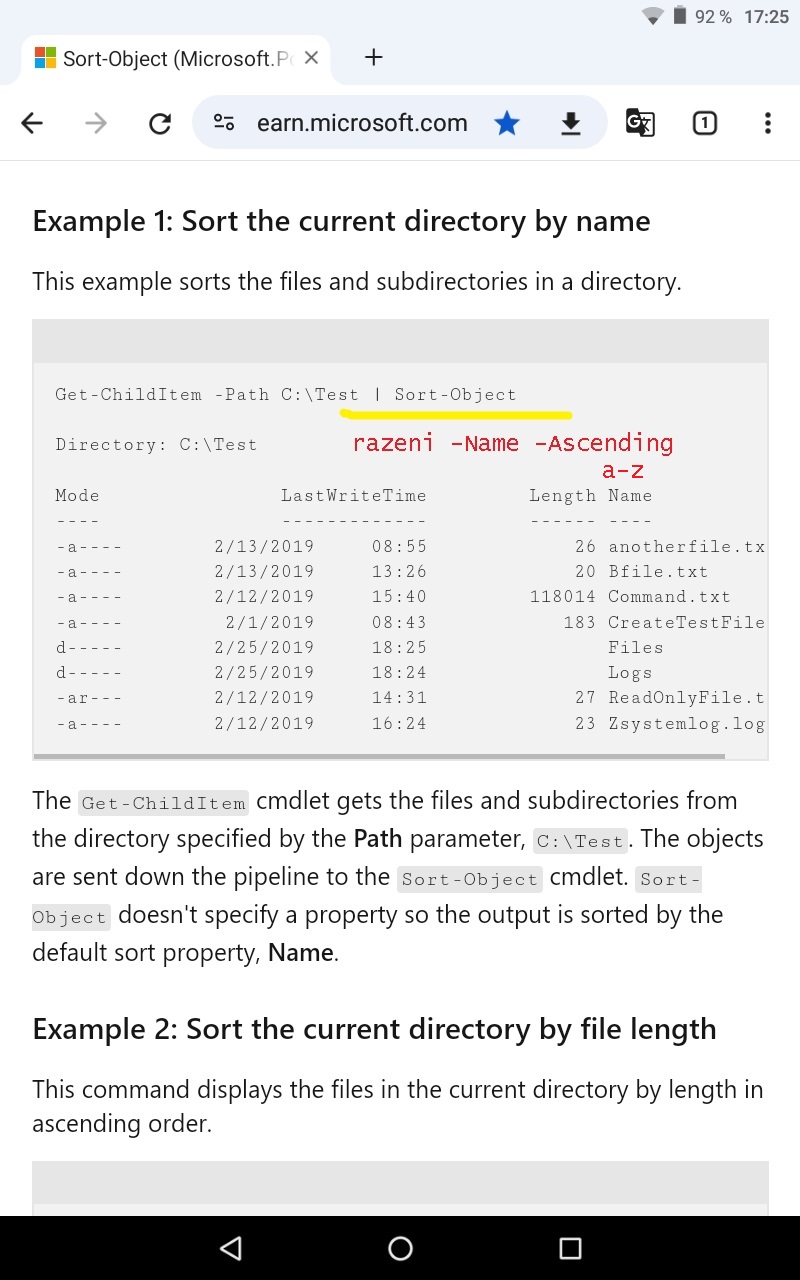 92 % 17:25
Sort-Object (Microsoft.P
earn.microsoft.com
1
Example 1: Sort the current directory by name
This example sorts the files and subdirectories in a directory.
Get-ChildItem -Path C:\Test | Sort-Object
Directory: C:\Test
razeni -Name -Ascending
a-z
Mode LastWriteTime Length Name
---- ------------- ------ ----
-a---- 2/13/2019 08:55 26 anotherfile.tx
-a---- 2/13/2019 13:26 20 Bfile.txt
-a---- 2/12/2019 15:40 118014 Command.txt
-a---- 2/1/2019 08:43 183 CreateTestFile
d----- 2/25/2019 18:25 Files
d----- 2/25/2019 18:24 Logs
-ar--- 2/12/2019 14:31 27 ReadOnlyFile.t
-a---- 2/12/2019 16:24 23 Zsystemlog.log
The Get-ChildItem cmdlet gets the files and subdirectories from
the directory specified by the Path parameter, C:\Test. The objects
are sent down the pipeline to the Sort-Object cmdlet. Sort-
Object doesn't specify a property so the output is sorted by the
default sort property, Name.
Example 2: Sort the current directory by file length
This command displays the files in the current directory by length in
ascending order.